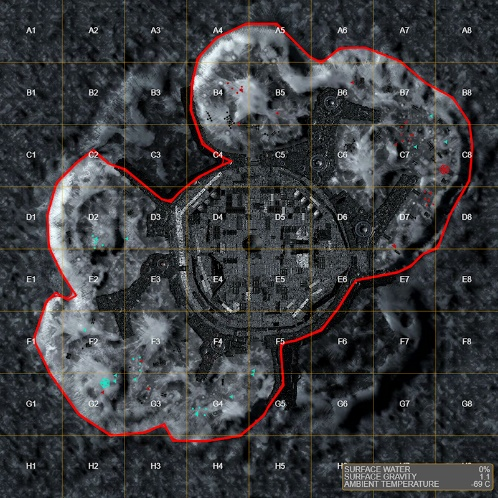 A1 A2 A3 A4 A5 A6 A7 A8
B1 B2 B3 B4 B5 B6 B7 B8
C1 C2 C3 C4 C5 C6 C7 C8
D1 D2 D3 D4 D5 D6 D7 D8
E1 E2 E3 E4 E5 E6 E7 E8
F1 F2 F3 F4 F5 F6 F7 F8
G1 G2 G3 G4 G5 G6 G7 G8
H1 H2 H3 H4 H5
SURFACE WATER 0%
SURFACE GRAVITY 1.1
AMBIENT TEMPERATURE -69 C